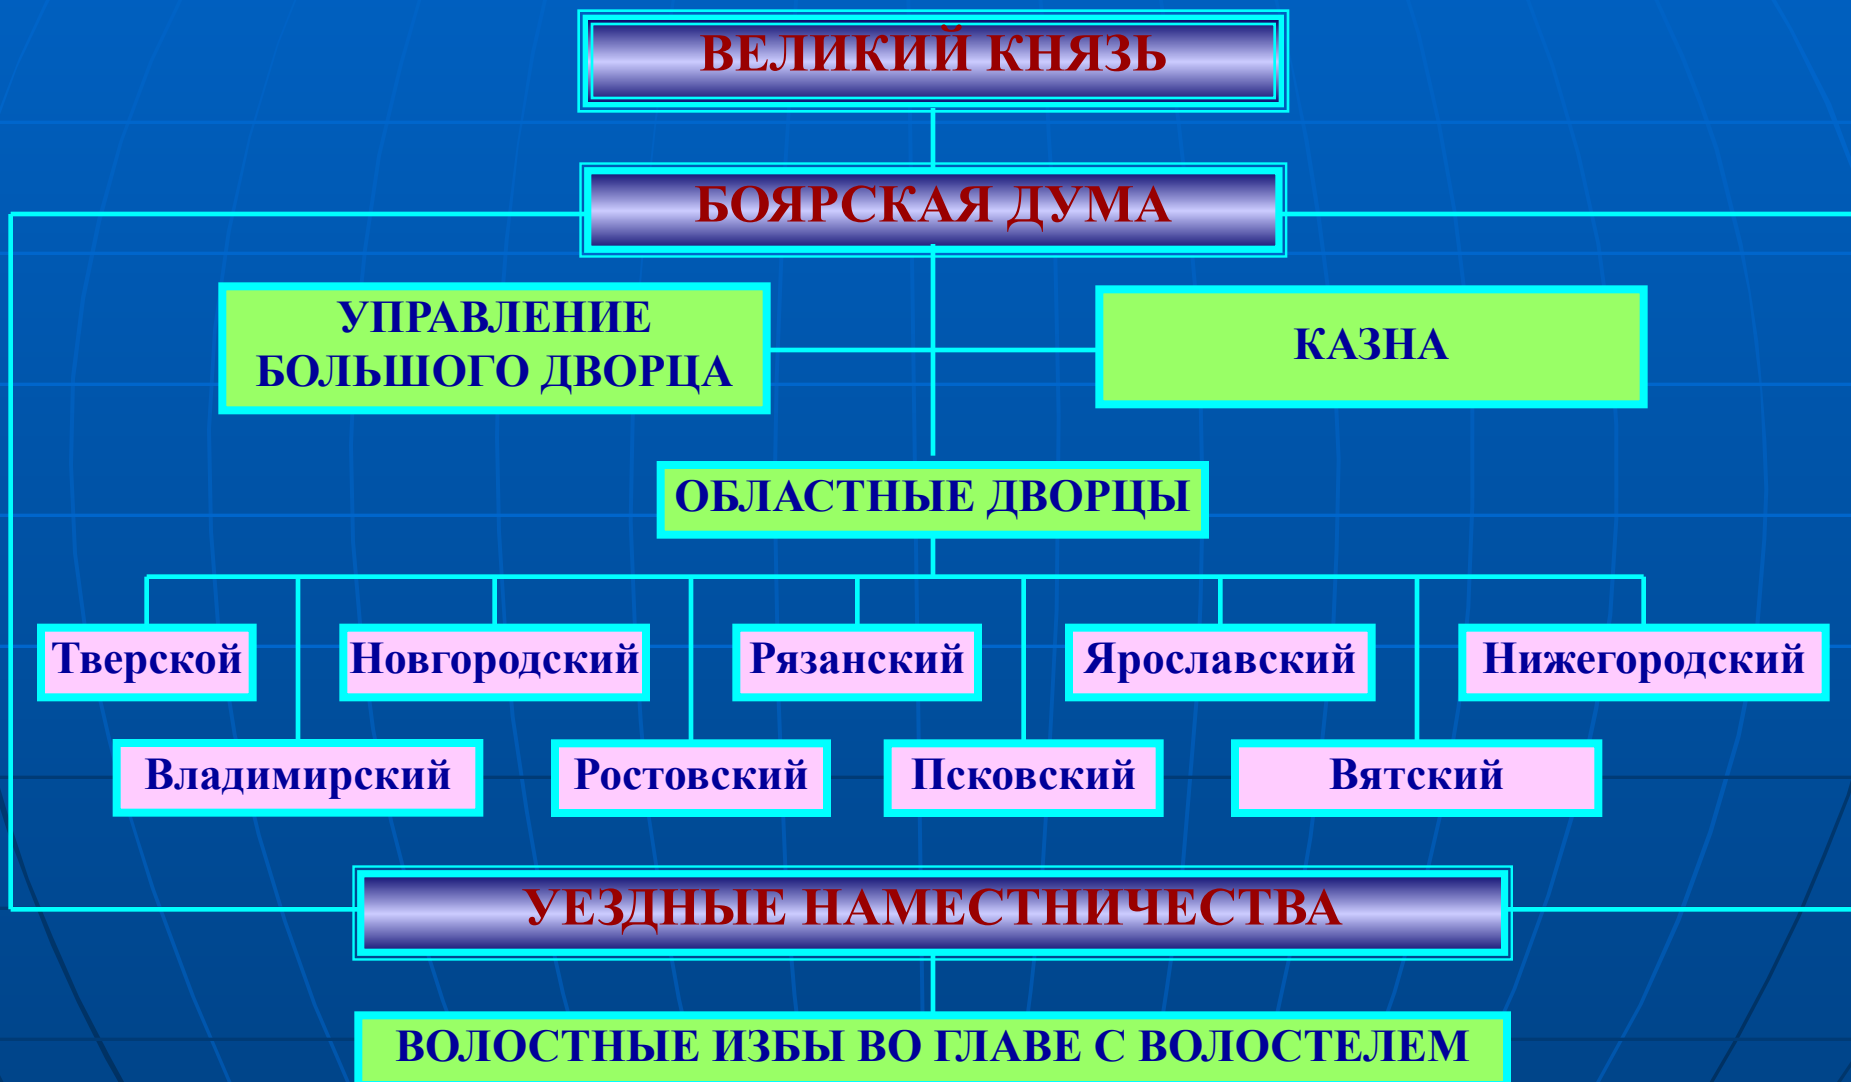 ВЕЛИКИЙ КНЯЗЬ
БОЯРСКАЯ ДУМА
УПРАВЛЕНИЕ
БОЛЬШОГО ДВОРЦА
КАЗНА
ОБЛАСТНЫЕ ДВОРЦЫ
Тверской
Новгородский
Рязанский
Ярославский
Нижегородский
Владимирский
Ростовский
Псковский
Вятский
УЕЗДНЫЕ НАМЕСТНИЧЕСТВА
ВОЛОСТНЫЕ ИЗБЫ ВО ГЛАВЕ С ВОЛОСТЕЛЕМ